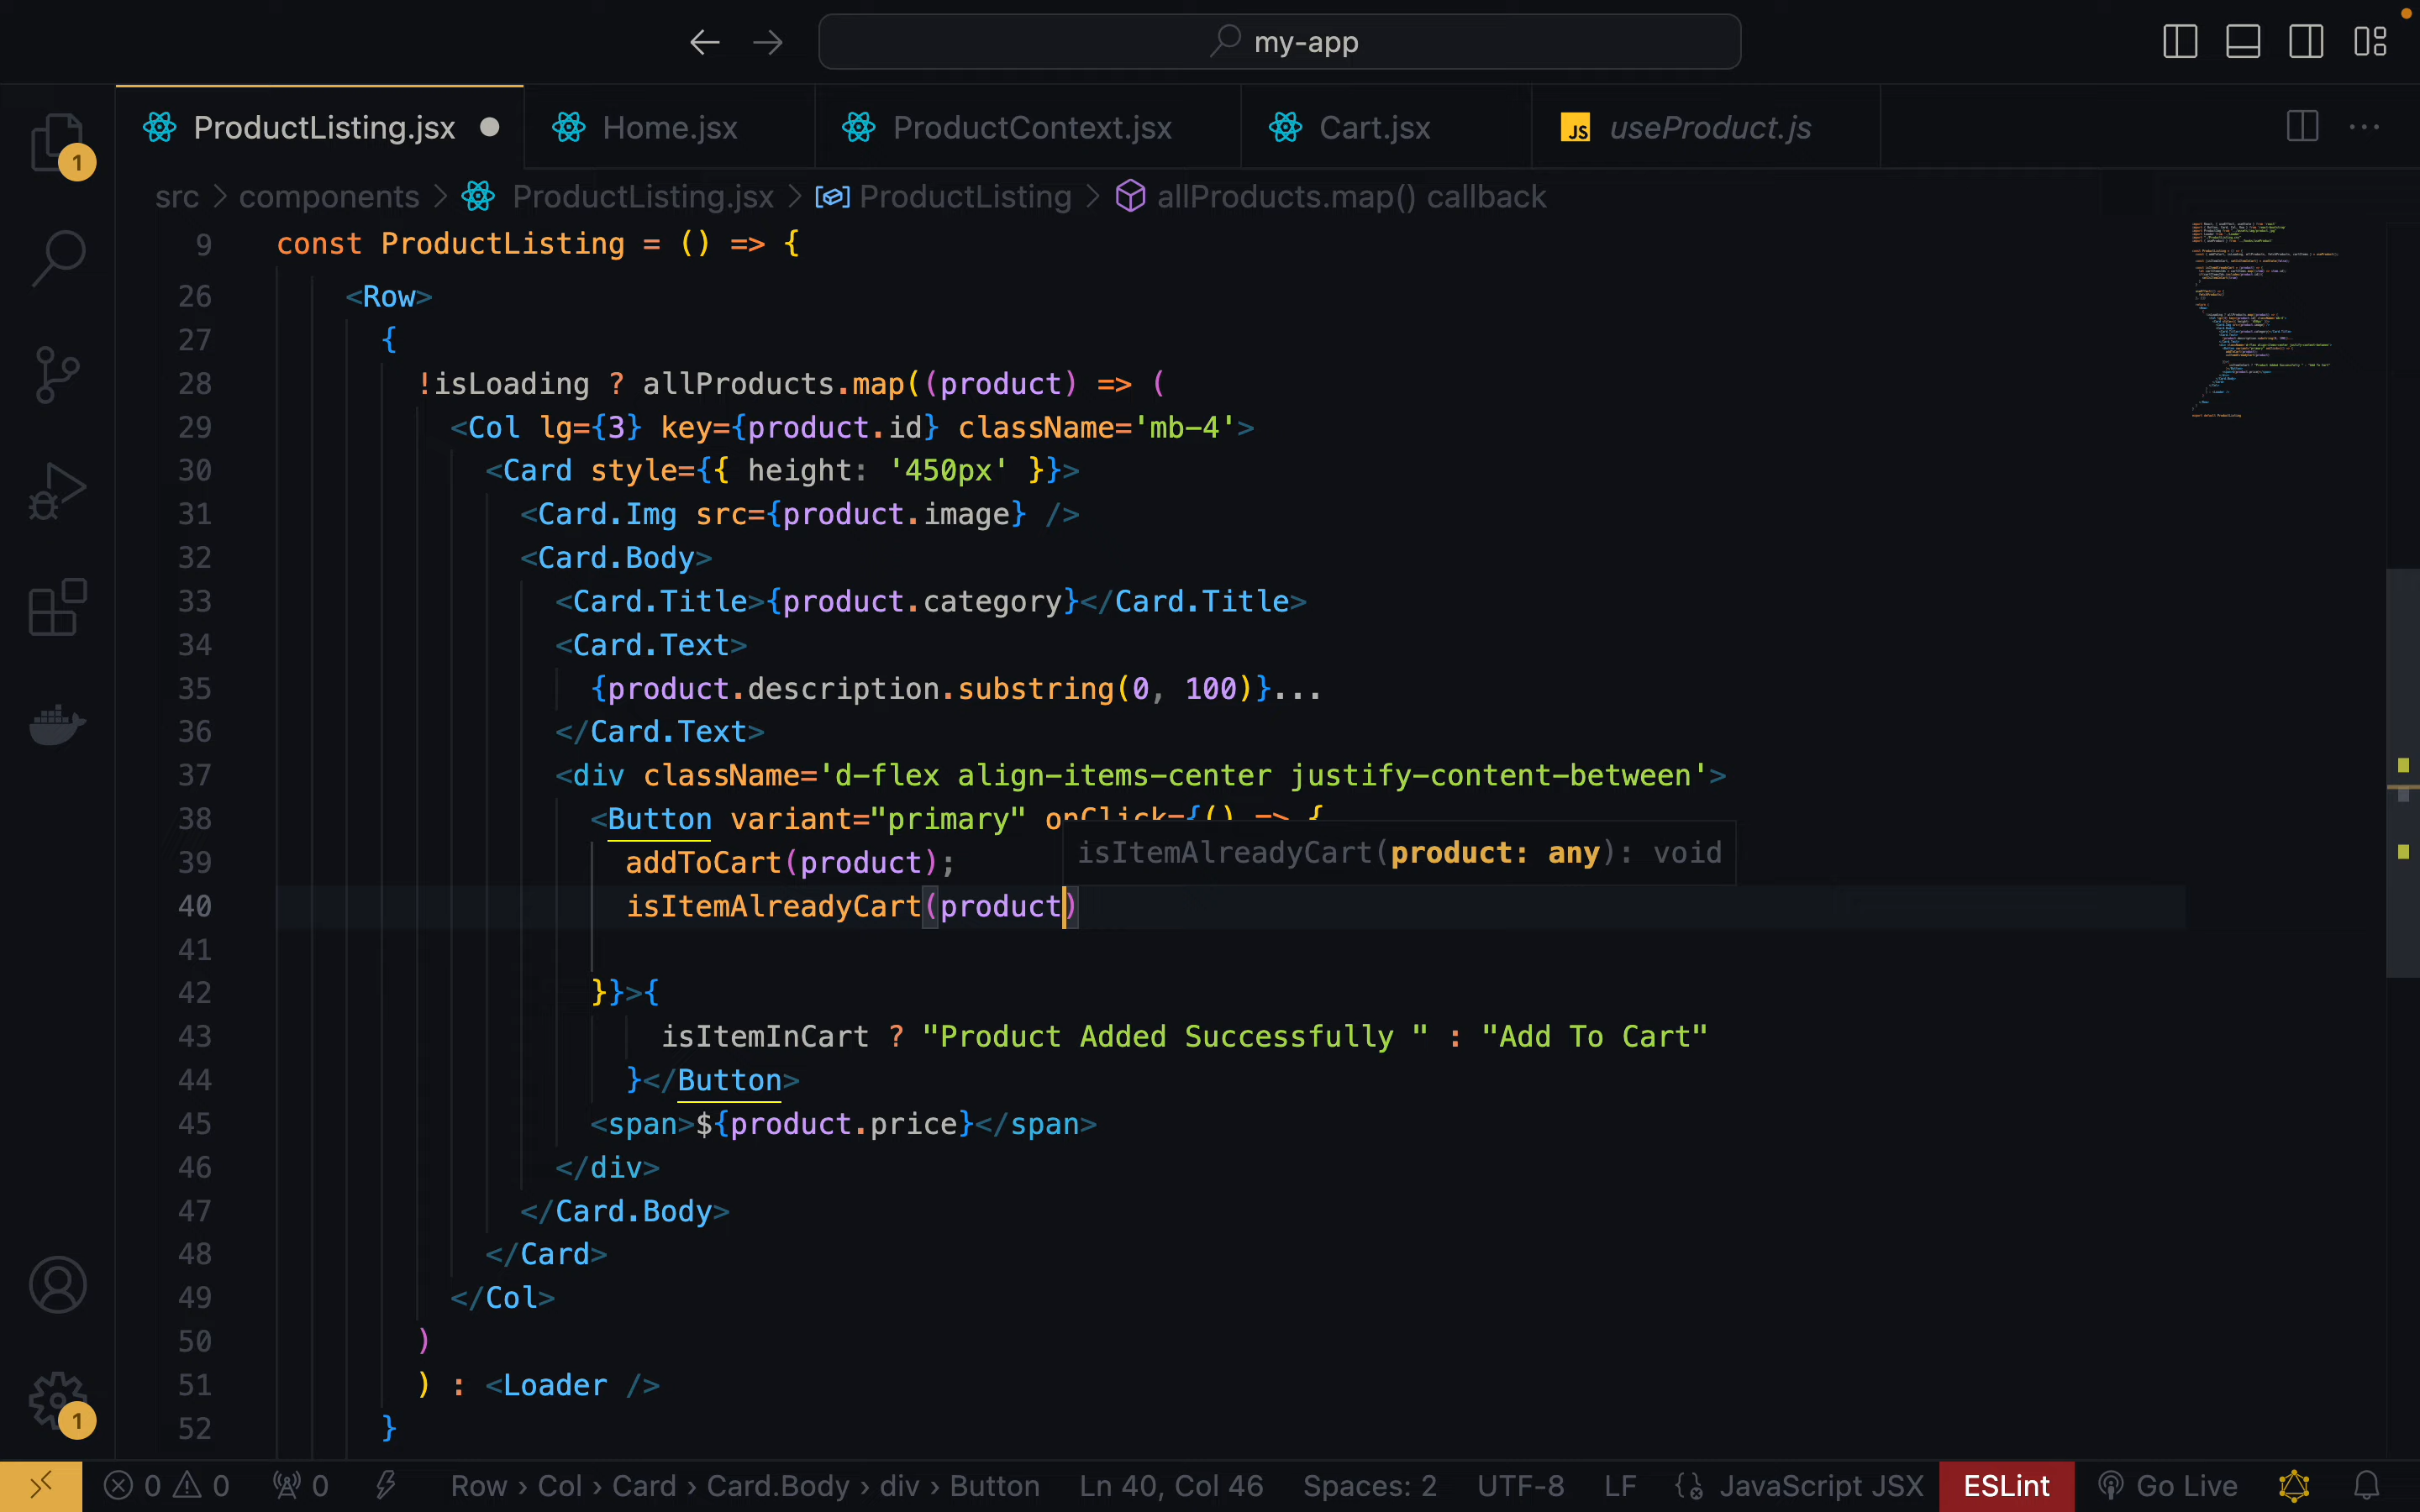 my-app
ProductListing.jsx
Home.jsx
ProductContext.jsx
Cart.jsx
JS useProduct.js
1
src > components > ProductListing.jsx > ProductListing > allProducts.map() callback
9 const ProductListing = () => {
26 <Row>
27 {
28 !isLoading ? allProducts.map((product) => (
29 <Col lg={3} key={product.id} className='mb-4'>
30 <Card style={{ height: '450px' }}>
31 <Card.Img src={product.image} />
32 <Card.Body>
33 <Card.Title>{product.category}</Card.Title>
34 <Card.Text>
35 {product.description.substring(0, 100)}...
36 </Card.Text>
37 <div className='d-flex align-items-center justify-content-between'>
38 <Button variant="primary" onClick={() => {
isItemAlreadyCart(product: any): void
39 addToCart(product);
40 isItemAlreadyCart(product)
41
42 }}>{
43 isItemInCart ? "Product Added Successfully " : "Add To Cart"
44 }</Button>
45 <span>${product.price}</span>
46 </div>
47 </Card.Body>
48 </Card>
49 </Col>
50 )
51 ) : <Loader />
52 }
1
0 0 0 Row › Col › Card › Card.Body › div › Button Ln 40, Col 46 Spaces: 2 UTF-8 LF JavaScript JSX ESLint Go Live